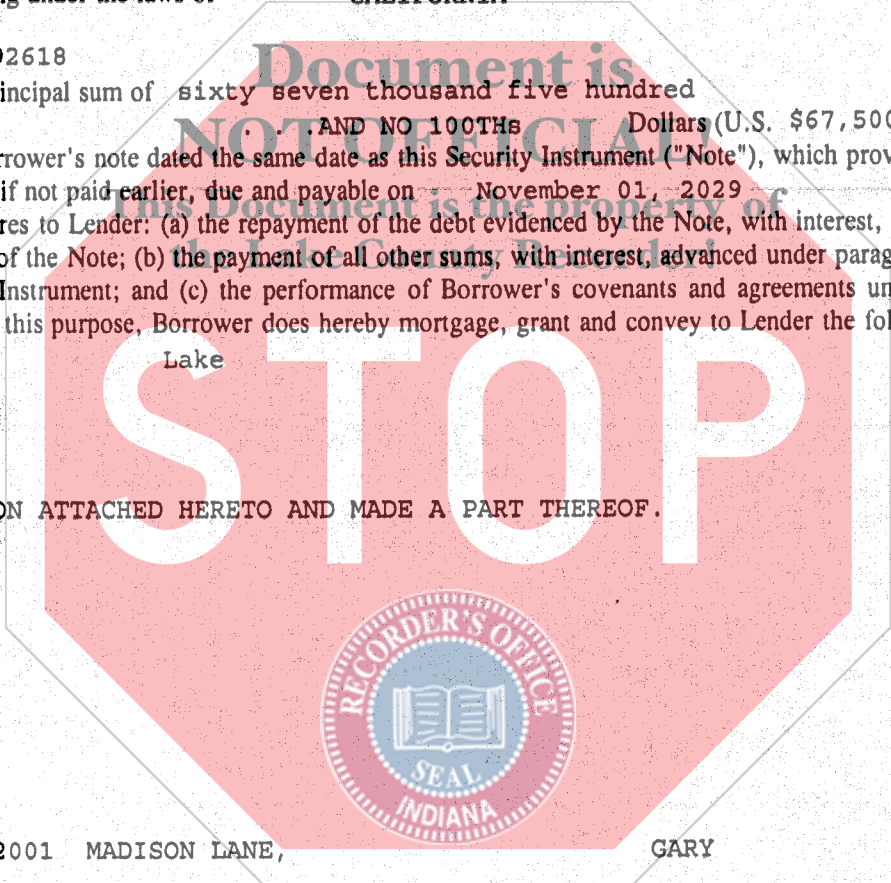 CALIFORNIA
92618
Document is
incipal sum of sixty seven thousand five hundred
. . .AND NO 100THs Dollars (U.S. $67,500
NOT OFFICIAL!
rrower's note dated the same date as this Security Instrument ("Note"), which prov
if not paid earlier, due and payable on November 01, 2029
This Document is the property of
res to Lender: (a) the repayment of the debt evidenced by the Note, with interest,
the Lake County Recorder!
of the Note; (b) the payment of all other sums, with interest, advanced under parag
Instrument; and (c) the performance of Borrower's covenants and agreements un
this purpose, Borrower does hereby mortgage, grant and convey to Lender the fol
Lake
STOP
ON ATTACHED HERETO AND MADE A PART THEREOF.
RECORDER'S OFFICE
SEAL
INDIANA
2001 MADISON LANE, GARY